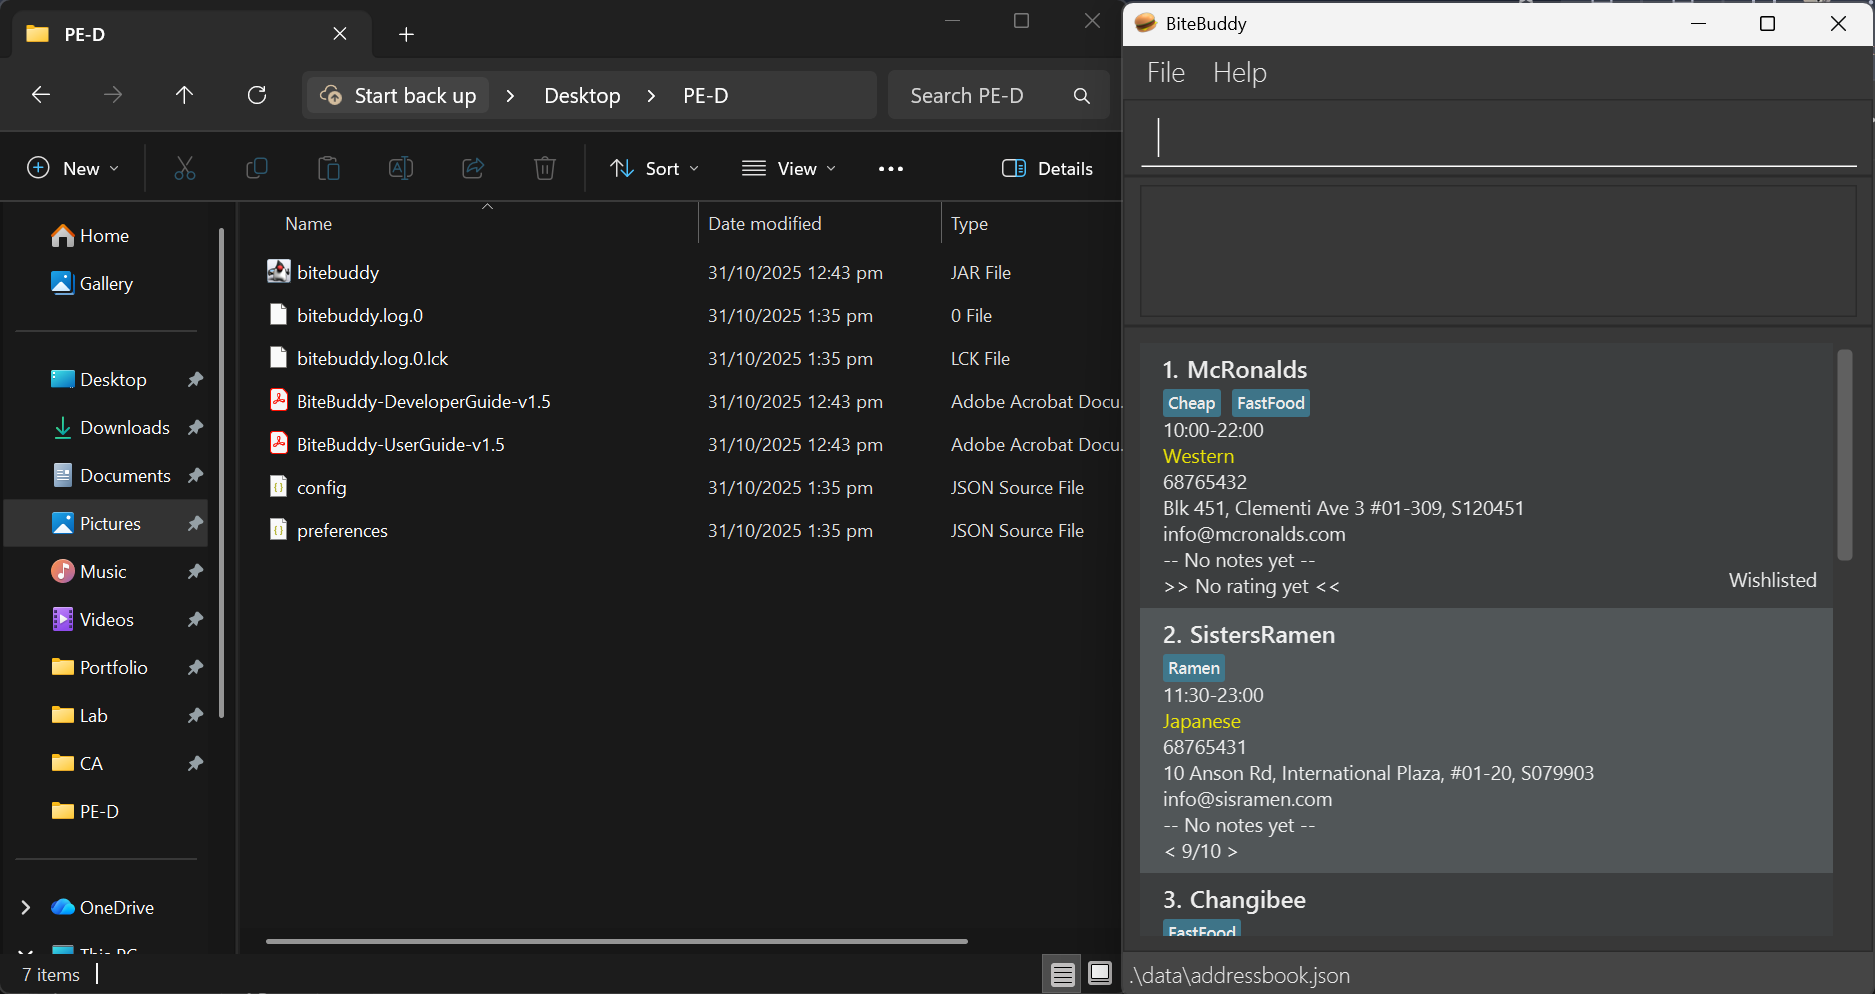 PE-D
Start back up
Desktop
PE-D
Search PE-D
New
Sort
View
Details
Home
Gallery
Desktop
Downloads
Documents
Pictures
Music
Videos
Portfolio
Lab
CA
PE-D
OneDrive
This PC
Name Date modified Type
bitebuddy 31/10/2025 12:43 pm JAR File
bitebuddy.log.0 31/10/2025 1:35 pm 0 File
bitebuddy.log.0.lck 31/10/2025 1:35 pm LCK File
BiteBuddy-DeveloperGuide-v1.5 31/10/2025 12:43 pm Adobe Acrobat Docu.
BiteBuddy-UserGuide-v1.5 31/10/2025 12:43 pm Adobe Acrobat Docu.
config 31/10/2025 1:35 pm JSON Source File
preferences 31/10/2025 1:35 pm JSON Source File
7 items
BiteBuddy
File Help
1. McRonalds
Cheap FastFood
10:00-22:00
Western
68765432
Blk 451, Clementi Ave 3 #01-309, S120451
info@mcronalds.com
-- No notes yet --
>> No rating yet <<
Wishlisted
2. SistersRamen
Ramen
11:30-23:00
Japanese
68765431
10 Anson Rd, International Plaza, #01-20, S079903
info@sisramen.com
-- No notes yet --
< 9/10 >
3. Changibee
FastFood
.\data\addressbook.json